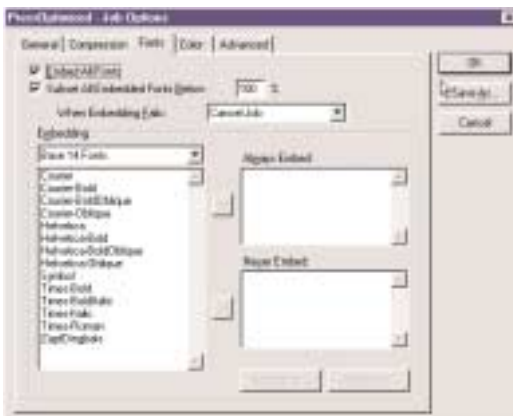 PressOptimized - Job Options
General Compression Fonts Color Advanced
Embed All Fonts
Subset All Embedded Fonts Below 100 %
When Embedding Fails: Cancel Job
Embedding
Base 14 Fonts
Courier
Courier-Bold
Courier-BoldOblique
Courier-Oblique
Helvetica
Helvetica-Bold
Helvetica-BoldOblique
Helvetica-Oblique
Symbol
Times-Bold
Times-BoldItalic
Times-Italic
Times-Roman
ZapfDingbats
Always Embed:
Never Embed:
OK
Save As...
Cancel